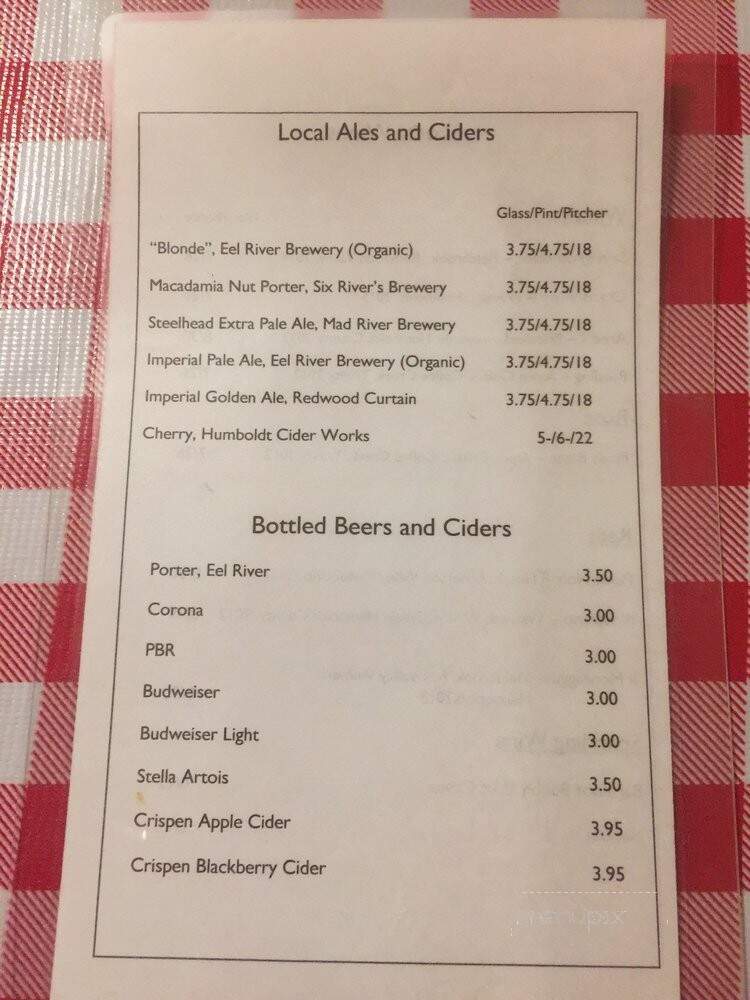 Local Ales and Ciders
Glass/Pint/Pitcher
"Blonde", Eel River Brewery (Organic) 3.75/4.75/18
Macadamia Nut Porter, Six River's Brewery 3.75/4.75/18
Steelhead Extra Pale Ale, Mad River Brewery 3.75/4.75/18
Imperial Pale Ale, Eel River Brewery (Organic) 3.75/4.75/18
Imperial Golden Ale, Redwood Curtain 3.75/4.75/18
Cherry, Humboldt Cider Works 5-/6-/22
Bottled Beers and Ciders
Porter, Eel River 3.50
Corona 3.00
PBR 3.00
Budweiser 3.00
Budweiser Light 3.00
Stella Artois 3.50
Crispen Apple Cider 3.95
Crispen Blackberry Cider 3.95
menupix